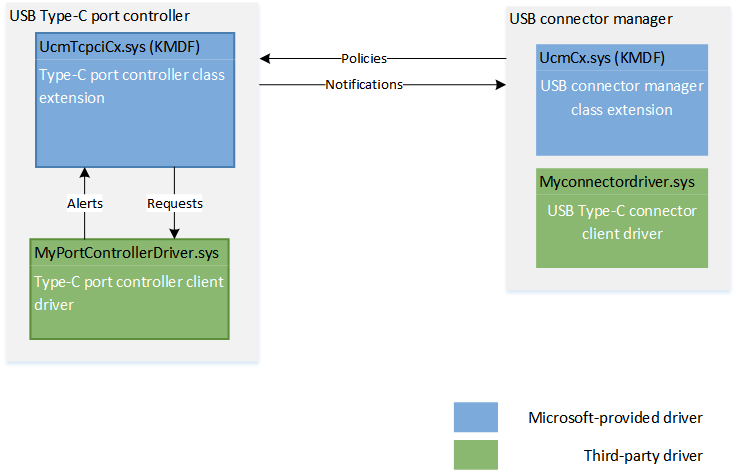 USB Type-C port controller
UcmTcpciCx.sys (KMDF)
Type-C port controller class
extension
Alerts
Requests
MyPortControllerDriver.sys
Type-C port controller client
driver
Policies
Notifications
USB connector manager
UcmCx.sys (KMDF)
USB connector manager
class extension
Myconnectordriver.sys
USB Type-C connector
client driver
Microsoft-provided driver
Third-party driver